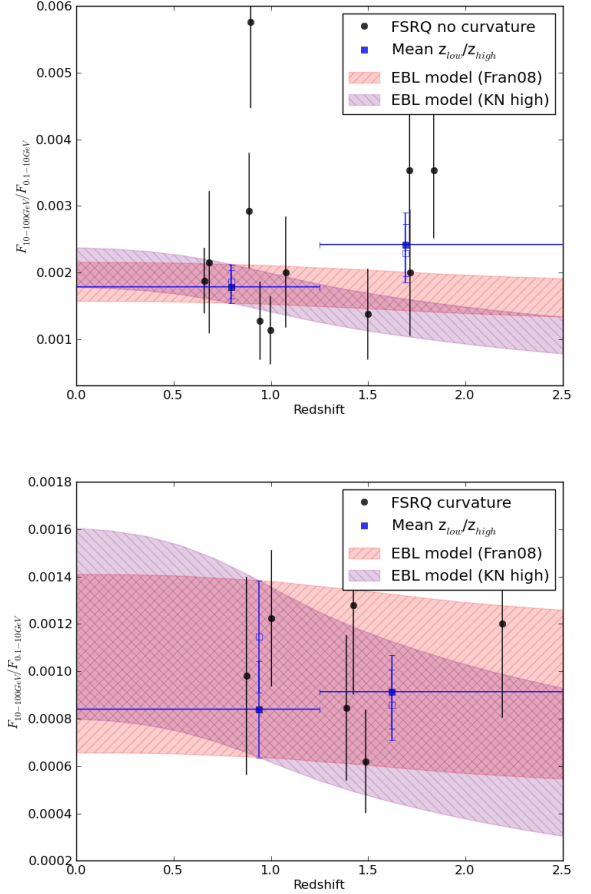 0.006
0.005
0.004
0.003
0.002
0.001
F10−100GeV/F0.1−10GeV
FSRQ no curvature
Mean zlow/zhigh
EBL model (Fran08)
EBL model (KN high)
0.0 0.5 1.0 1.5 2.0 2.5
Redshift
0.0018
0.0016
0.0014
0.0012
0.0010
0.0008
0.0006
0.0004
0.0002
F10−100GeV/F0.1−10GeV
FSRQ curvature
Mean zlow/zhigh
EBL model (Fran08)
EBL model (KN high)
0.0 0.5 1.0 1.5 2.0 2.5
Redshift